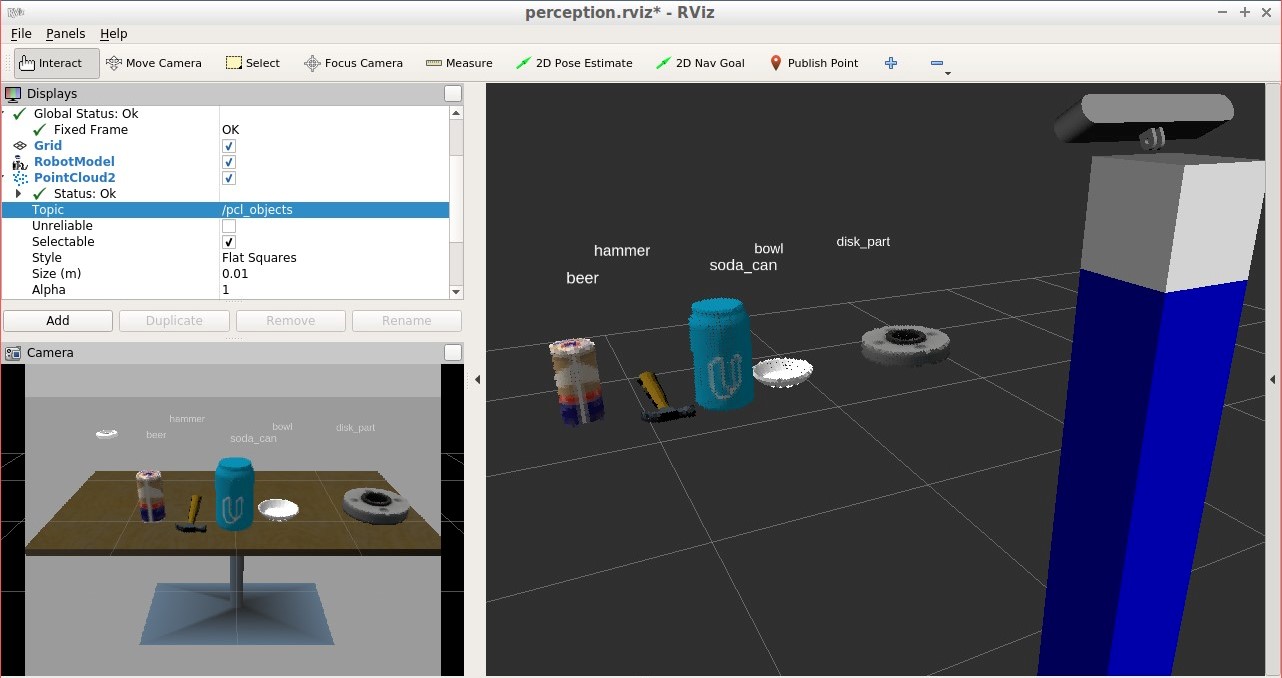 RViz
perception.rviz* - RViz
File Panels Help
Interact Move Camera Select Focus Camera Measure 2D Pose Estimate 2D Nav Goal Publish Point
Displays
Global Status: Ok
Fixed Frame OK
Grid
RobotModel
PointCloud2
Status: Ok
Topic /pcl_objects
Unreliable
Selectable
Style Flat Squares
Size (m) 0.01
Alpha 1
Add Duplicate Remove Rename
Camera
hammer
beer
bowl
soda_can
disk_part
hammer
beer
bowl
soda_can
disk_part